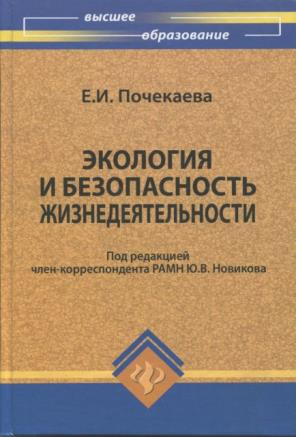 высшее
образование
Е.И. Почекаева
ЭКОЛОГИЯ
И БЕЗОПАСНОСТЬ
ЖИЗНЕДЕЯТЕЛЬНОСТИ
Под редакцией
член-корреспондента РАМН Ю.В. Новикова